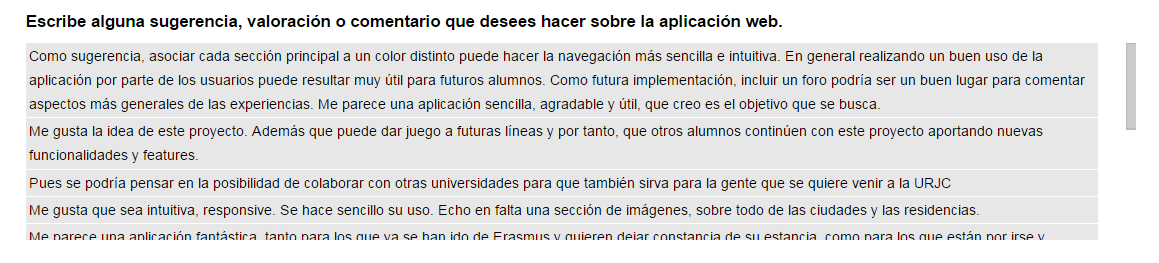 Escribe alguna sugerencia, valoración o comentario que desees hacer sobre la aplicación web.
Como sugerencia, asociar cada sección principal a un color distinto puede hacer la navegación más sencilla e intuitiva. En general realizando un buen uso de la
aplicación por parte de los usuarios puede resultar muy útil para futuros alumnos. Como futura implementación, incluir un foro podría ser un buen lugar para comentar
aspectos más generales de las experiencias. Me parece una aplicación sencilla, agradable y útil, que creo es el objetivo que se busca.
Me gusta la idea de este proyecto. Además que puede dar juego a futuras líneas y por tanto, que otros alumnos continúen con este proyecto aportando nuevas
funcionalidades y features.
Pues se podría pensar en la posibilidad de colaborar con otras universidades para que también sirva para la gente que se quiere venir a la URJC
Me gusta que sea intuitiva, responsive. Se hace sencillo su uso. Echo en falta una sección de imágenes, sobre todo de las ciudades y las residencias.
Me parece una aplicación fantástica, tanto para los que ya se han ido de Erasmus y quieren dejar constancia de su estancia, como para los que están por irse y